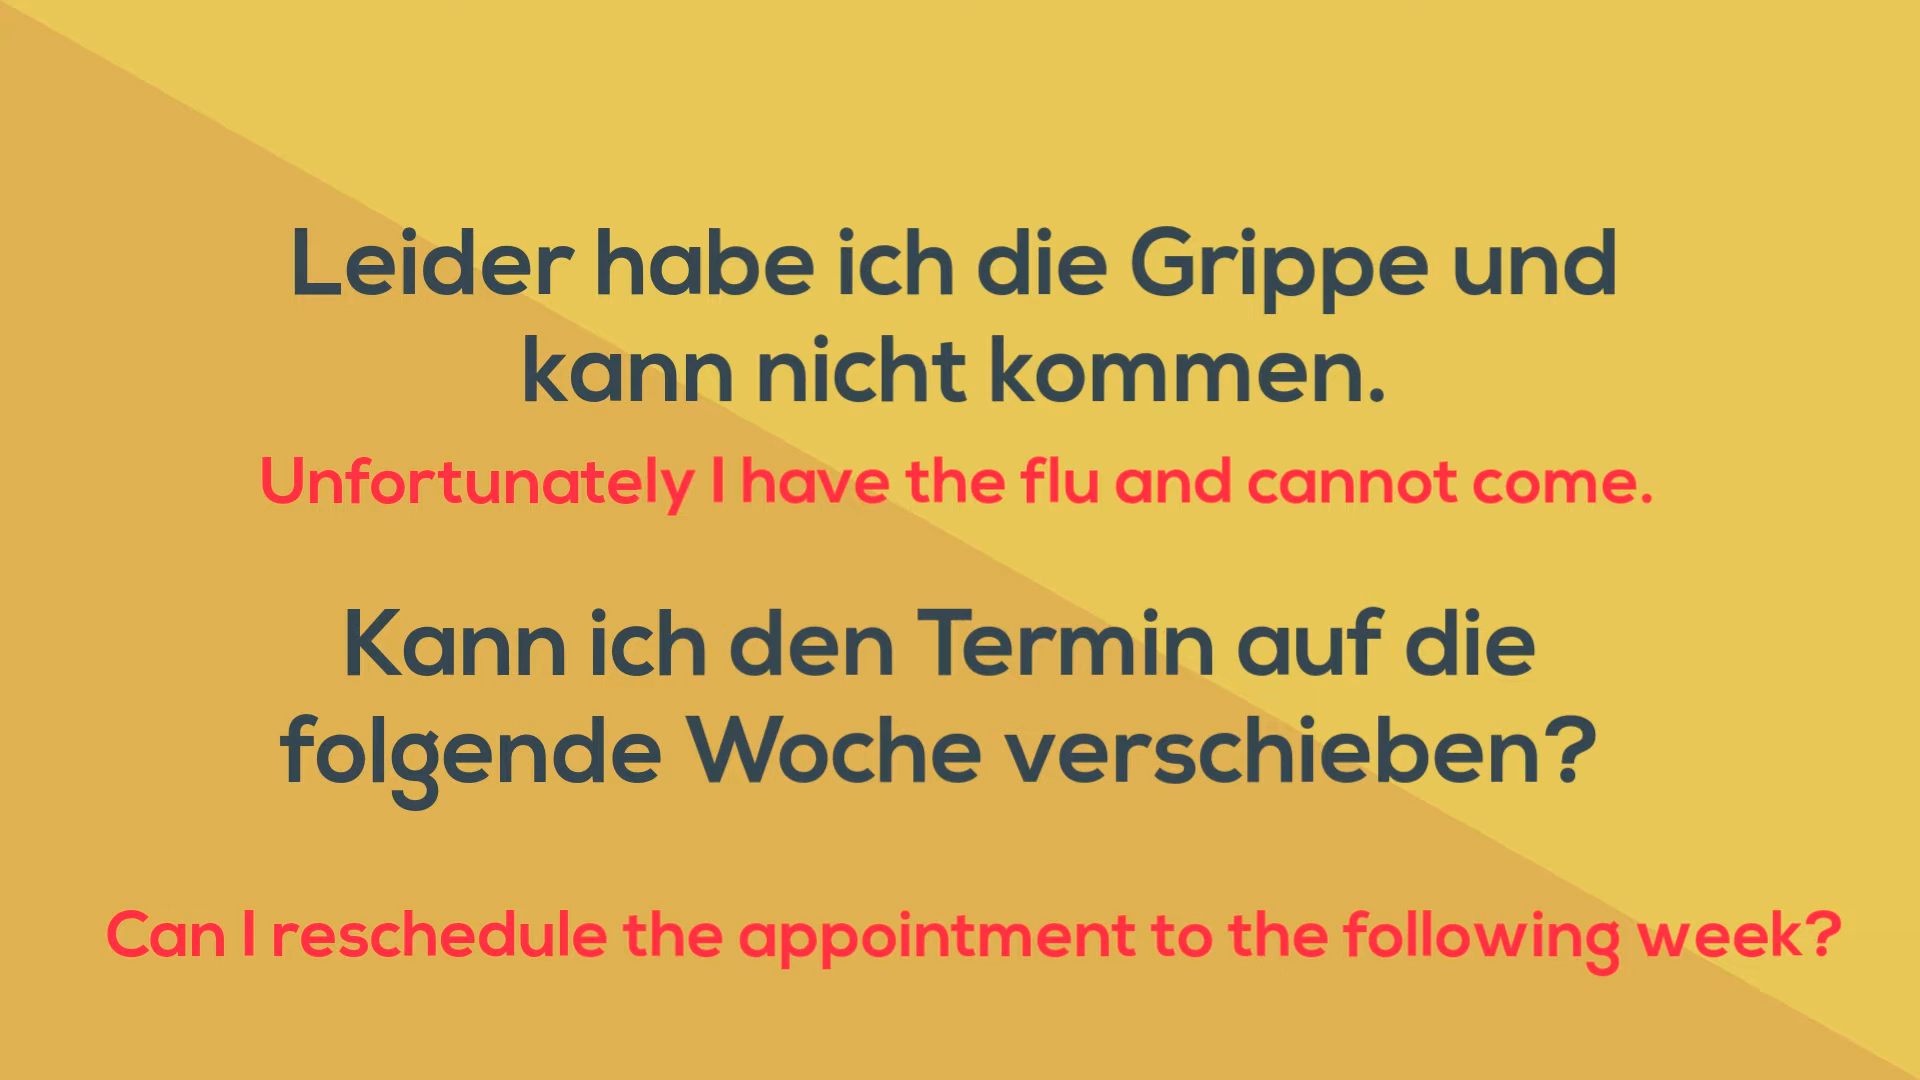 Leider habe ich die Grippe und
kann nicht kommen.
Unfortunately I have the flu and cannot come.
Kann ich den Termin auf die
folgende Woche verschieben?
Can I reschedule the appointment to the following week?